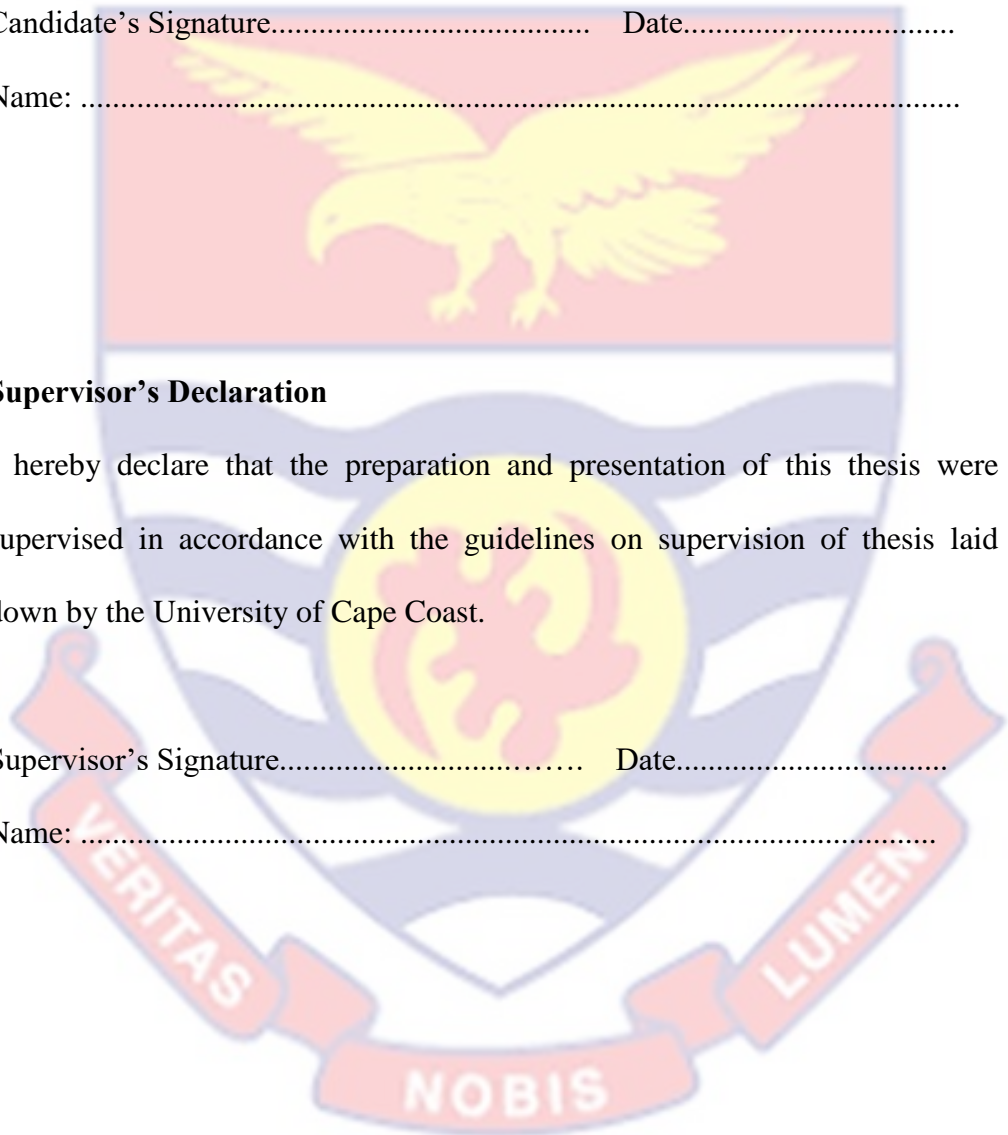 Candidate's Signature........................................ Date..................................
Name: ..............................................................................................................
Supervisor's Declaration
hereby declare that the preparation and presentation of this thesis were
supervised in accordance with the guidelines on supervision of thesis laid
down by the University of Cape Coast.
Supervisor's Signature.............................……. Date..................................
Name: ...........................................................................................................
VERITAS
NOBIS
LUMEN